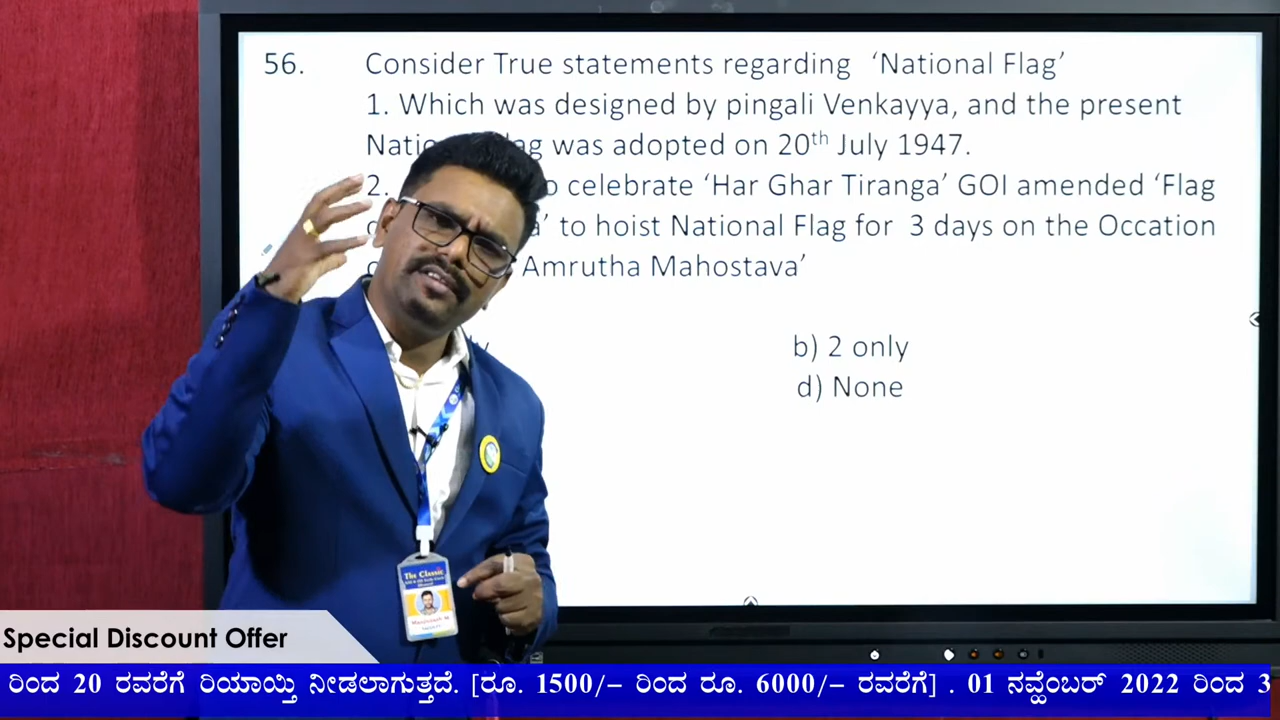 56. Consider True statements regarding ‘National Flag’
1. Which was designed by pingali Venkayya, and the present
was adopted on 20th July 1947.
2. celebrate ‘Har Ghar Tiranga’ GOI amended ‘Flag
to hoist National Flag for 3 days on the Occation
Amrutha Mahostava’
b) 2 only
d) None
The Classic
Special Discount Offer
ರಿಂದ 20 ರವರೆಗೆ ರಿಯಾಯ್ತಿ ನೀಡಲಾಗುತ್ತದೆ. [ರೂ. 1500/– ರಿಂದ ರೂ. 6000/– ರವರೆಗೆ] . 01 ನವ್ಹೆಂಬರ್ 2022 ರಿಂದ 3